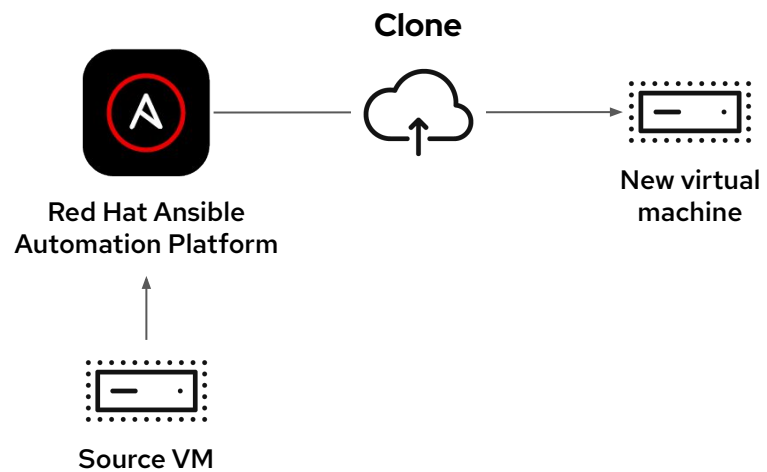 Clone
Red Hat Ansible
Automation Platform
New virtual
machine
Source VM